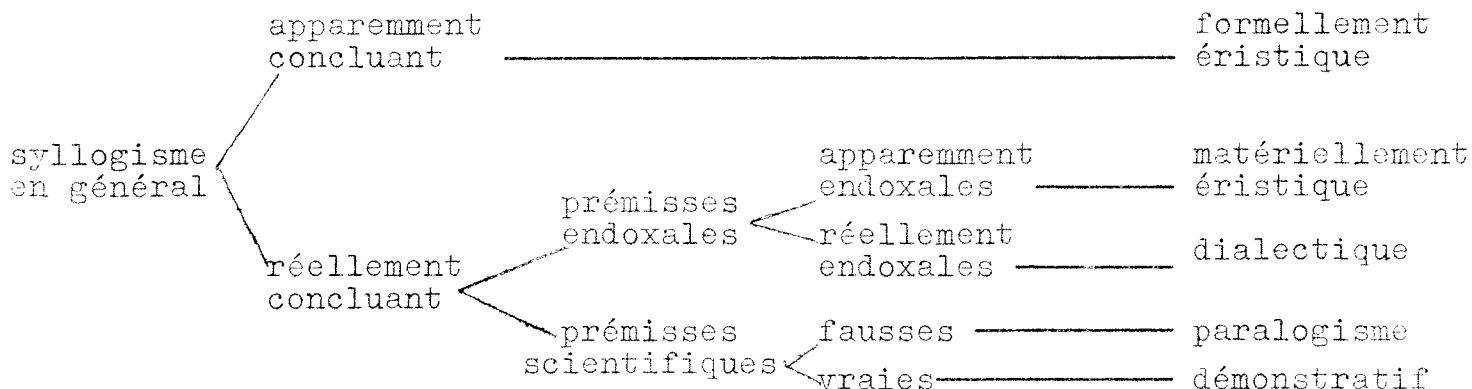 apparemment formellement
concluant éristique
syllogisme apparemment matériellement
en général endoxales éristique
prémisses
endoxales réellement dialectique
réellement endoxales
concluant
prémisses fausses paralogisme
scientifiques
vraies démonstratif